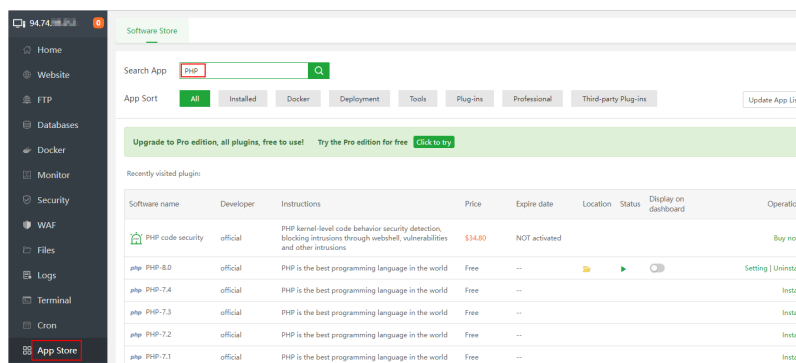 94.74.
0
Home
Website
FTP
Databases
Docker
Monitor
Security
WAF
Files
Logs
Terminal
Cron
App Store
Software Store
Search App PHP
App Sort All Installed Docker Deployment Tools Plug-ins Professional Third-party Plug-ins Update App Lis
Upgrade to Pro edition, all plugins, free to use! Try the Pro edition for free Click to try
Recently visited plugin:
Software name Developer Instructions Price Expire date Location Status Display on dashboard Operatio
PHP code security official PHP kernel-level code behavior security detection, blocking intrusions through webshell, vulnerabilities and other intrusions $34.80 NOT activated Buy no
php PHP-8.0 official PHP is the best programming language in the world Free -- Setting | Uninsta
php PHP-7.4 official PHP is the best programming language in the world Free -- Insta
php PHP-7.3 official PHP is the best programming language in the world Free -- Insta
php PHP-7.2 official PHP is the best programming language in the world Free -- Insta
php PHP-7.1 official PHP is the best programming language in the world Free -- Insta